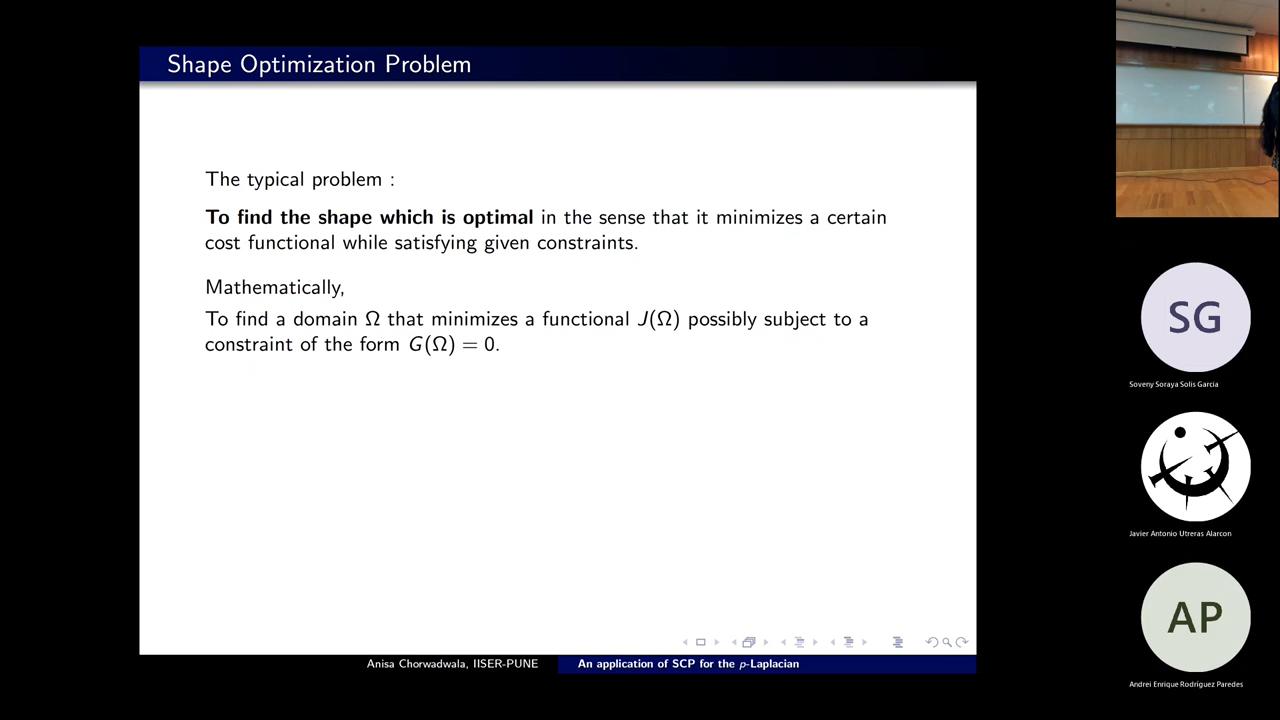 Shape Optimization Problem
The typical problem :
To find the shape which is optimal in the sense that it minimizes a certain
cost functional while satisfying given constraints.
Mathematically,
To find a domain Ω that minimizes a functional J(Ω) possibly subject to a
constraint of the form G(Ω) = 0.
Anisa Chorwadwala, IISER-PUNE
An application of SCP for the p-Laplacian
SG
Soveny Soraya Solis Garcia
Javier Antonio Utreras Alarcon
AP
Andrei Enrique Rodríguez Paredes